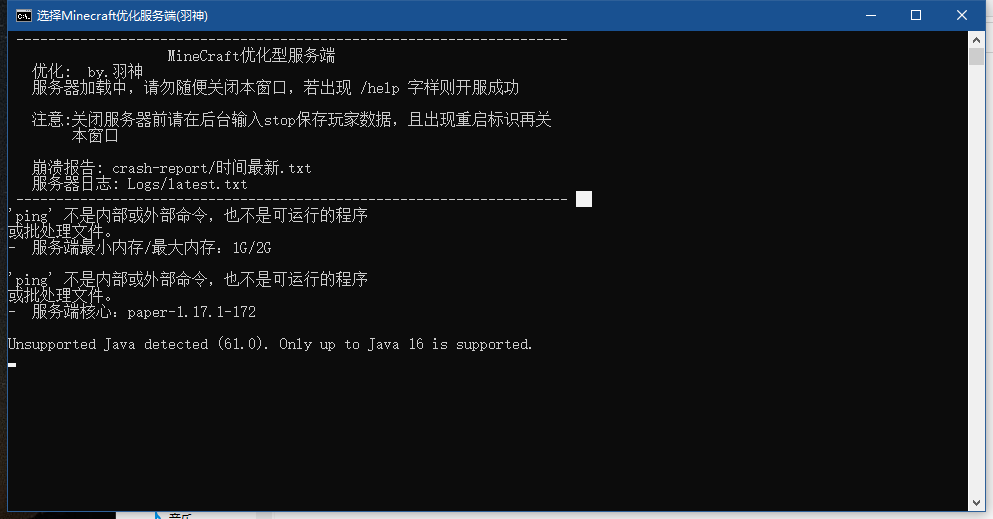 选择Minecraft优化服务端(羽神)
-----------------------------------------------------------------------
MineCraft优化型服务端
优化: by.羽神
服务器加载中，请勿随便关闭本窗口，若出现 /help 字样则开服成功
注意:关闭服务器前请在后台输入stop保存玩家数据，且出现重启标识再关
本窗口
崩溃报告: crash-report/时间最新.txt
服务器日志: Logs/latest.txt
-----------------------------------------------------------------------
'ping' 不是内部或外部命令，也不是可运行的程序
或批处理文件。
- 服务端最小内存/最大内存：1G/2G
'ping' 不是内部或外部命令，也不是可运行的程序
或批处理文件。
- 服务端核心：paper-1.17.1-172
Unsupported Java detected (61.0). Only up to Java 16 is supported.
音乐